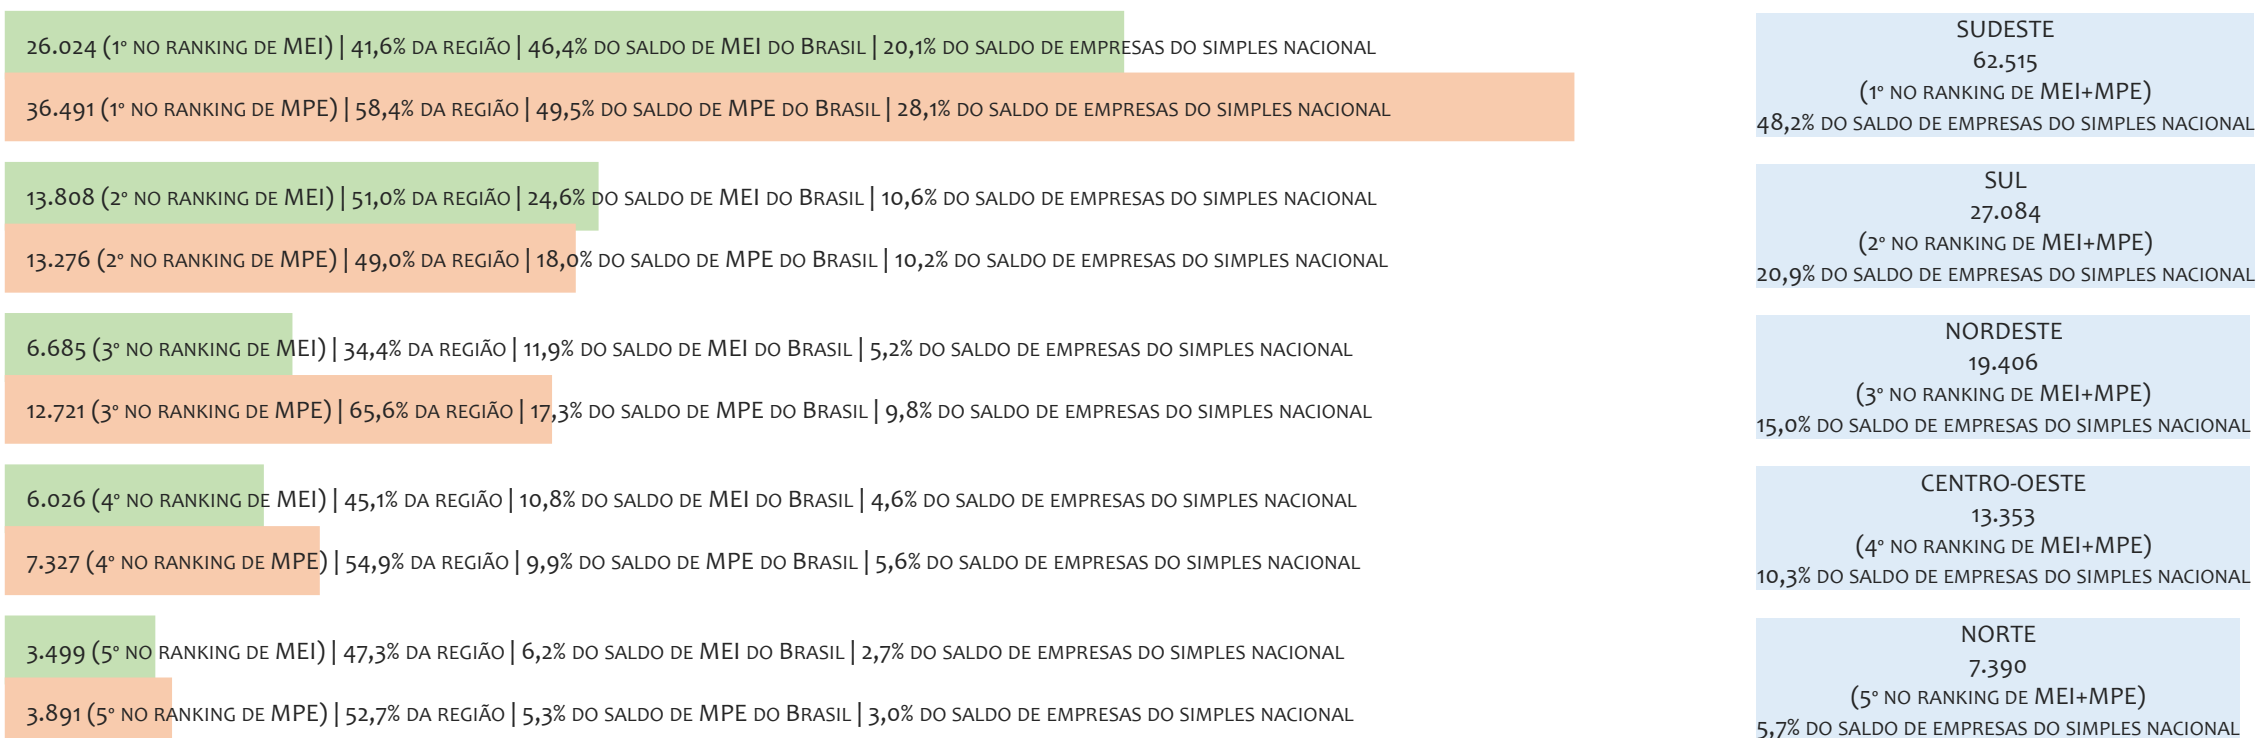 26.024 (1º NO RANKING DE MEI) | 41,6% DA REGIÃO | 46,4% DO SALDO DE MEI DO BRASIL | 20,1% DO SALDO DE EMPRESAS DO SIMPLES NACIONAL
36.491 (1º NO RANKING DE MPE) | 58,4% DA REGIÃO | 49,5% DO SALDO DE MPE DO BRASIL | 28,1% DO SALDO DE EMPRESAS DO SIMPLES NACIONAL
SUDESTE
62.515
(1º NO RANKING DE MEI+MPE)
48,2% DO SALDO DE EMPRESAS DO SIMPLES NACIONAL
13.808 (2º NO RANKING DE MEI) | 51,0% DA REGIÃO | 24,6% DO SALDO DE MEI DO BRASIL | 10,6% DO SALDO DE EMPRESAS DO SIMPLES NACIONAL
13.276 (2º NO RANKING DE MPE) | 49,0% DA REGIÃO | 18,0% DO SALDO DE MPE DO BRASIL | 10,2% DO SALDO DE EMPRESAS DO SIMPLES NACIONAL
SUL
27.084
(2º NO RANKING DE MEI+MPE)
20,9% DO SALDO DE EMPRESAS DO SIMPLES NACIONAL
6.685 (3º NO RANKING DE MEI) | 34,4% DA REGIÃO | 11,9% DO SALDO DE MEI DO BRASIL | 5,2% DO SALDO DE EMPRESAS DO SIMPLES NACIONAL
12.721 (3º NO RANKING DE MPE) | 65,6% DA REGIÃO | 17,3% DO SALDO DE MPE DO BRASIL | 9,8% DO SALDO DE EMPRESAS DO SIMPLES NACIONAL
NORDESTE
19.406
(3º NO RANKING DE MEI+MPE)
15,0% DO SALDO DE EMPRESAS DO SIMPLES NACIONAL
6.026 (4º NO RANKING DE MEI) | 45,1% DA REGIÃO | 10,8% DO SALDO DE MEI DO BRASIL | 4,6% DO SALDO DE EMPRESAS DO SIMPLES NACIONAL
7.327 (4º NO RANKING DE MPE) | 54,9% DA REGIÃO | 9,9% DO SALDO DE MPE DO BRASIL | 5,6% DO SALDO DE EMPRESAS DO SIMPLES NACIONAL
CENTRO-OESTE
13.353
(4º NO RANKING DE MEI+MPE)
10,3% DO SALDO DE EMPRESAS DO SIMPLES NACIONAL
3.499 (5º NO RANKING DE MEI) | 47,3% DA REGIÃO | 6,2% DO SALDO DE MEI DO BRASIL | 2,7% DO SALDO DE EMPRESAS DO SIMPLES NACIONAL
3.891 (5º NO RANKING DE MPE) | 52,7% DA REGIÃO | 5,3% DO SALDO DE MPE DO BRASIL | 3,0% DO SALDO DE EMPRESAS DO SIMPLES NACIONAL
NORTE
7.390
(5º NO RANKING DE MEI+MPE)
5,7% DO SALDO DE EMPRESAS DO SIMPLES NACIONAL